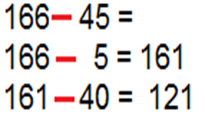 166 − 45 =
166 − 5 = 161
161 − 40 = 121